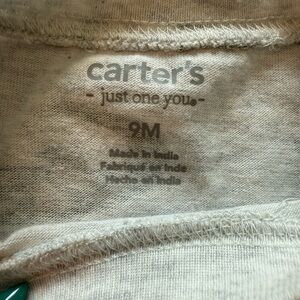 carter's
- just one you® -
9M
Made in India
Fabriqué en Inde
Hecho en India